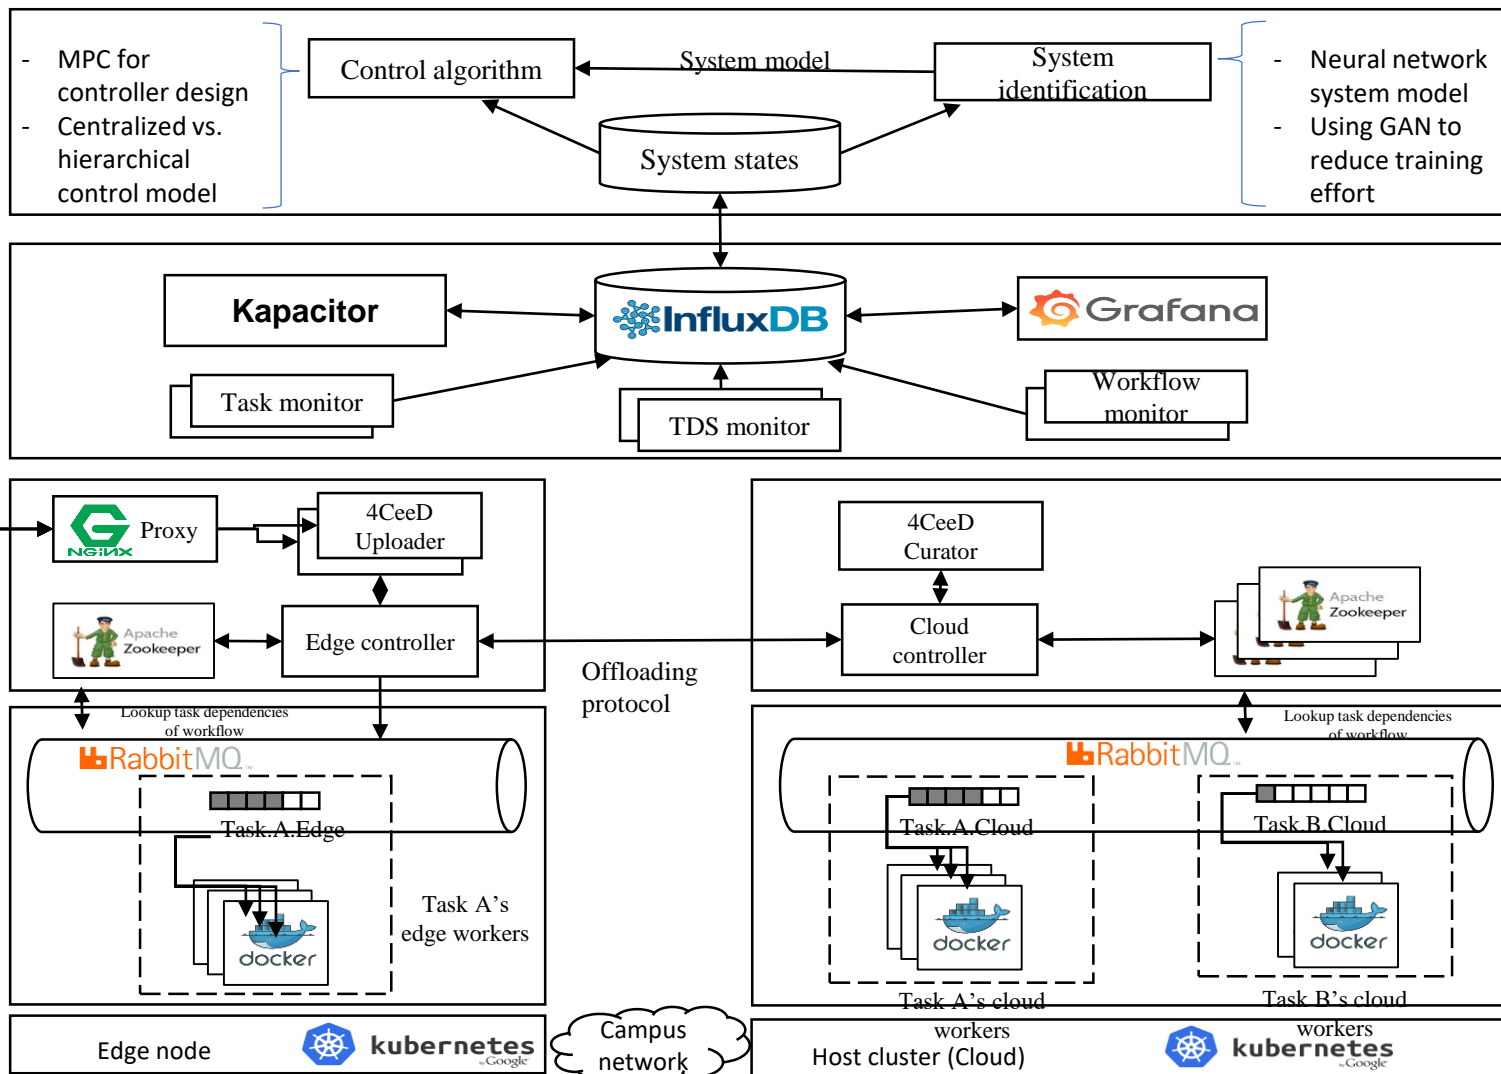 - MPC for
controller design
- Centralized vs.
hierarchical
control model
Control algorithm
System model
System
identification
System states
- Neural network
system model
- Using GAN to
reduce training
effort
Kapacitor
InfluxDB
Grafana
Task monitor
TDS monitor
Workflow
monitor
NGiNX
Proxy
4CeeD
Uploader
Apache
Zookeeper
Edge controller
Offloading
protocol
4CeeD
Curator
Cloud
controller
Apache
Zookeeper
Lookup task dependencies
of workflow
RabbitMQ
Task.A.Edge
docker
Task A's
edge workers
Lookup task dependencies
of workflow
RabbitMQ
Task.A.Cloud
docker
Task A's cloud
workers
Task.B.Cloud
docker
Task B's cloud
workers
Edge node
kubernetes
by Google
Campus
network
Host cluster (Cloud)
kubernetes
by Google